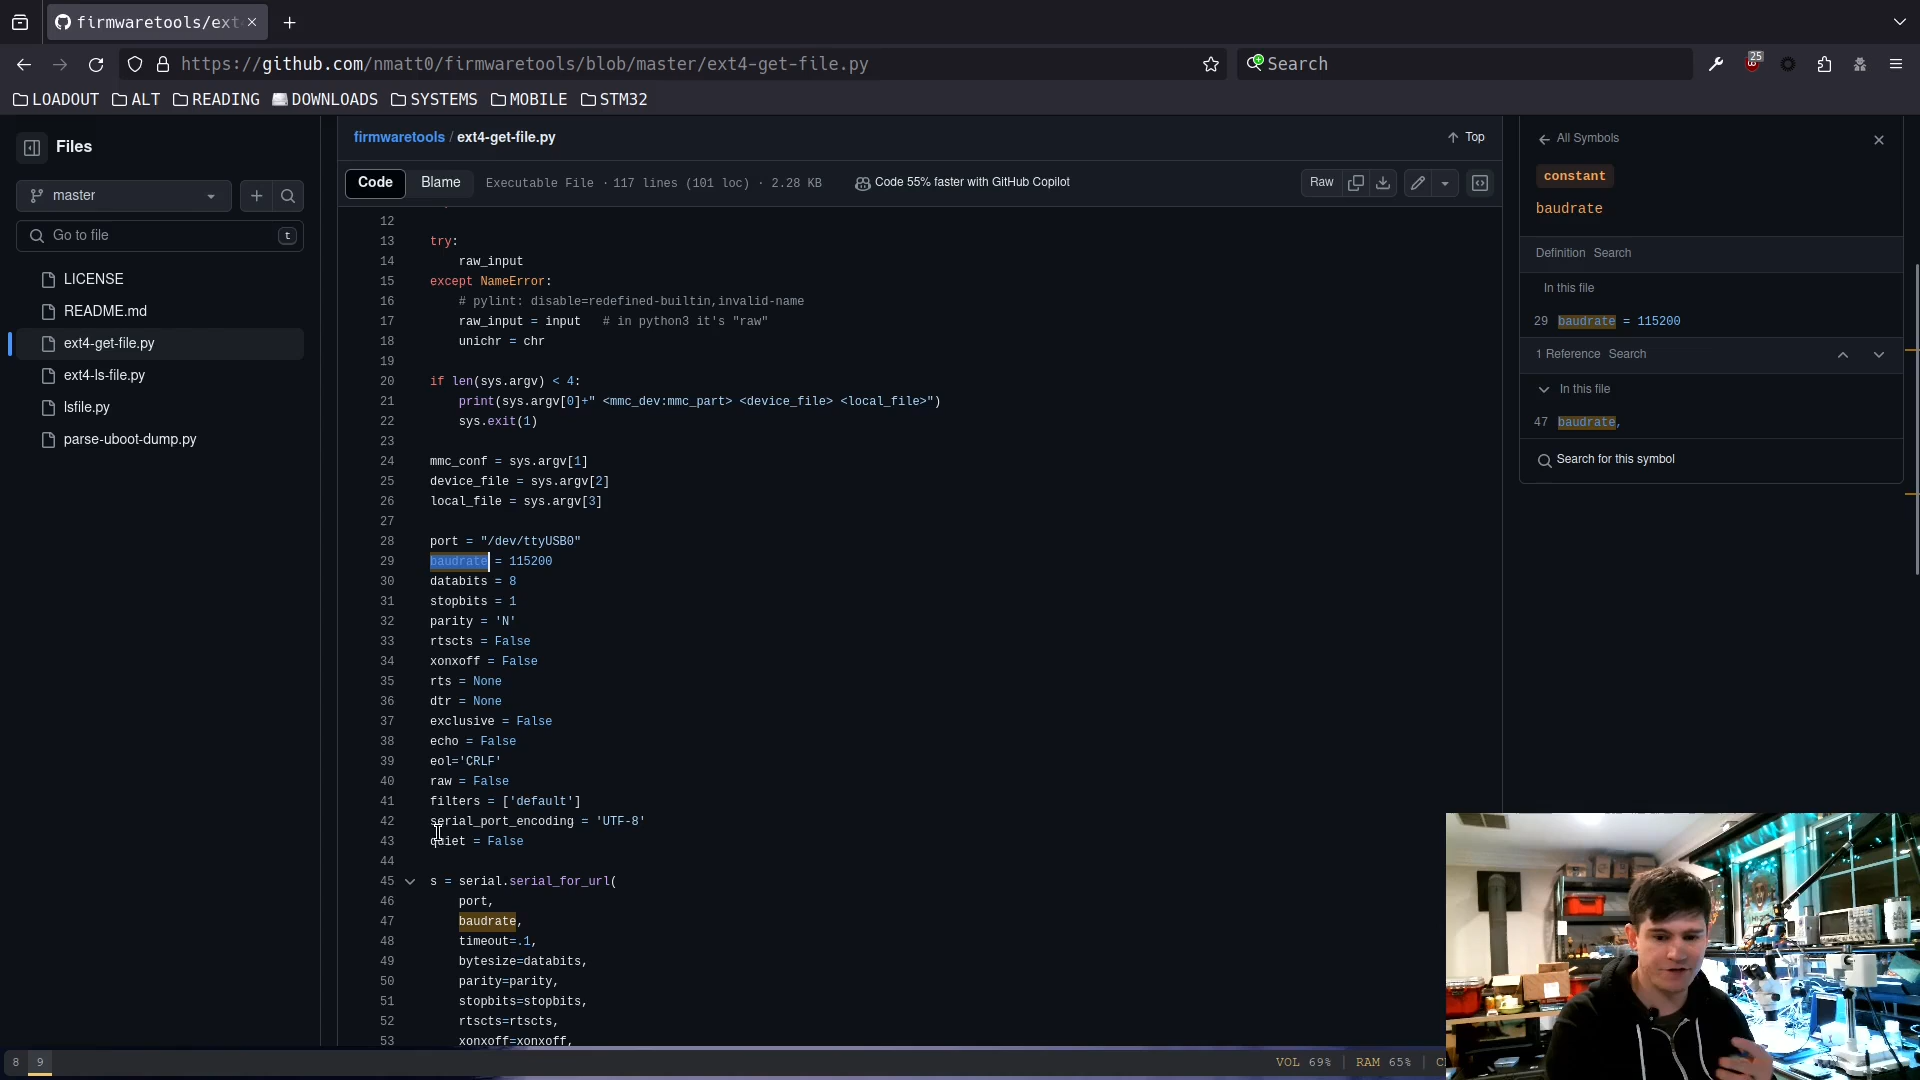 firmwaretools/ext
https://github.com/nmatt0/firmwaretools/blob/master/ext4-get-file.py
Search
25
LOADOUT ALT READING DOWNLOADS SYSTEMS MOBILE STM32
Files
master
Go to file
t
LICENSE
README.md
ext4-get-file.py
ext4-ls-file.py
lsfile.py
parse-uboot-dump.py
firmwaretools / ext4-get-file.py
Top
Code Blame Executable File · 117 lines (101 loc) · 2.28 KB Code 55% faster with GitHub Copilot Raw
12
13 try:
14     raw_input
15 except NameError:
16     # pylint: disable=redefined-builtin,invalid-name
17     raw_input = input   # in python3 it's "raw"
18     unichr = chr
19
20 if len(sys.argv) < 4:
21     print(sys.argv[0]+" <mmc_dev:mmc_part> <device_file> <local_file>")
22     sys.exit(1)
23
24 mmc_conf = sys.argv[1]
25 device_file = sys.argv[2]
26 local_file = sys.argv[3]
27
28 port = "/dev/ttyUSB0"
29 baudrate = 115200
30 databits = 8
31 stopbits = 1
32 parity = 'N'
33 rtscts = False
34 xonxoff = False
35 rts = None
36 dtr = None
37 exclusive = False
38 echo = False
39 eol='CRLF'
40 raw = False
41 filters = ['default']
42 serial_port_encoding = 'UTF-8'
43 quiet = False
44
45 s = serial.serial_for_url(
46     port,
47     baudrate,
48     timeout=.1,
49     bytesize=databits,
50     parity=parity,
51     stopbits=stopbits,
52     rtscts=rtscts,
53     xonxoff=xonxoff,
All Symbols
constant
baudrate
Definition Search
In this file
29 baudrate = 115200
1 Reference Search
In this file
47 baudrate,
Search for this symbol
8 9
VOL 69% | RAM 65% | C